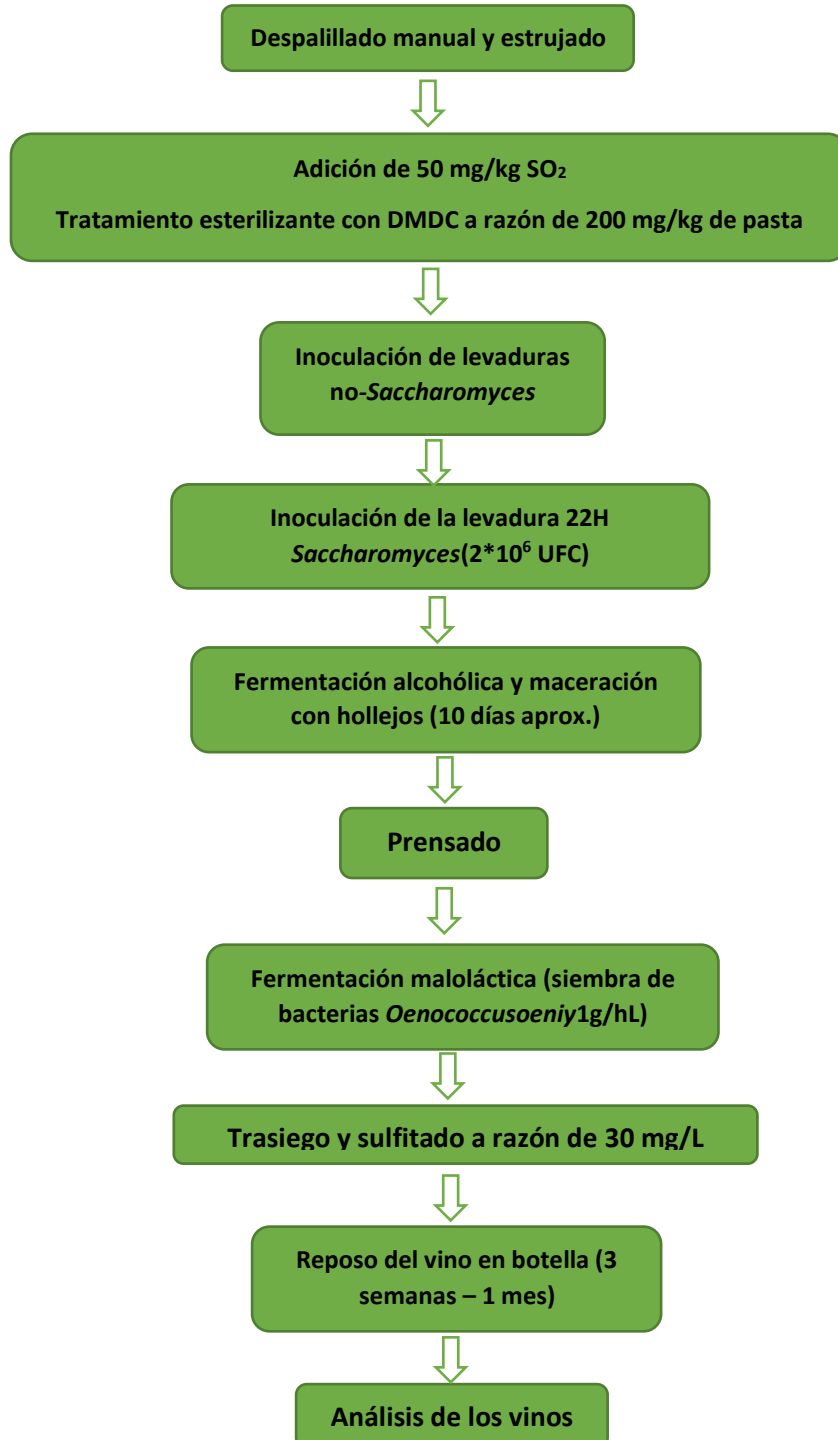 Despalillado manual y estrujado
Adición de 50 mg/kg SO₂
Tratamiento esterilizante con DMDC a razón de 200 mg/kg de pasta
Inoculación de levaduras
no-Saccharomyces
Inoculación de la levadura 22H
Saccharomyces(2*10⁶ UFC)
Fermentación alcohólica y maceración
con hollejos (10 días aprox.)
Prensado
Fermentación maloláctica (siembra de
bacterias Oenococcusoeniy1g/hL)
Trasiego y sulfitado a razón de 30 mg/L
Reposo del vino en botella (3
semanas – 1 mes)
Análisis de los vinos